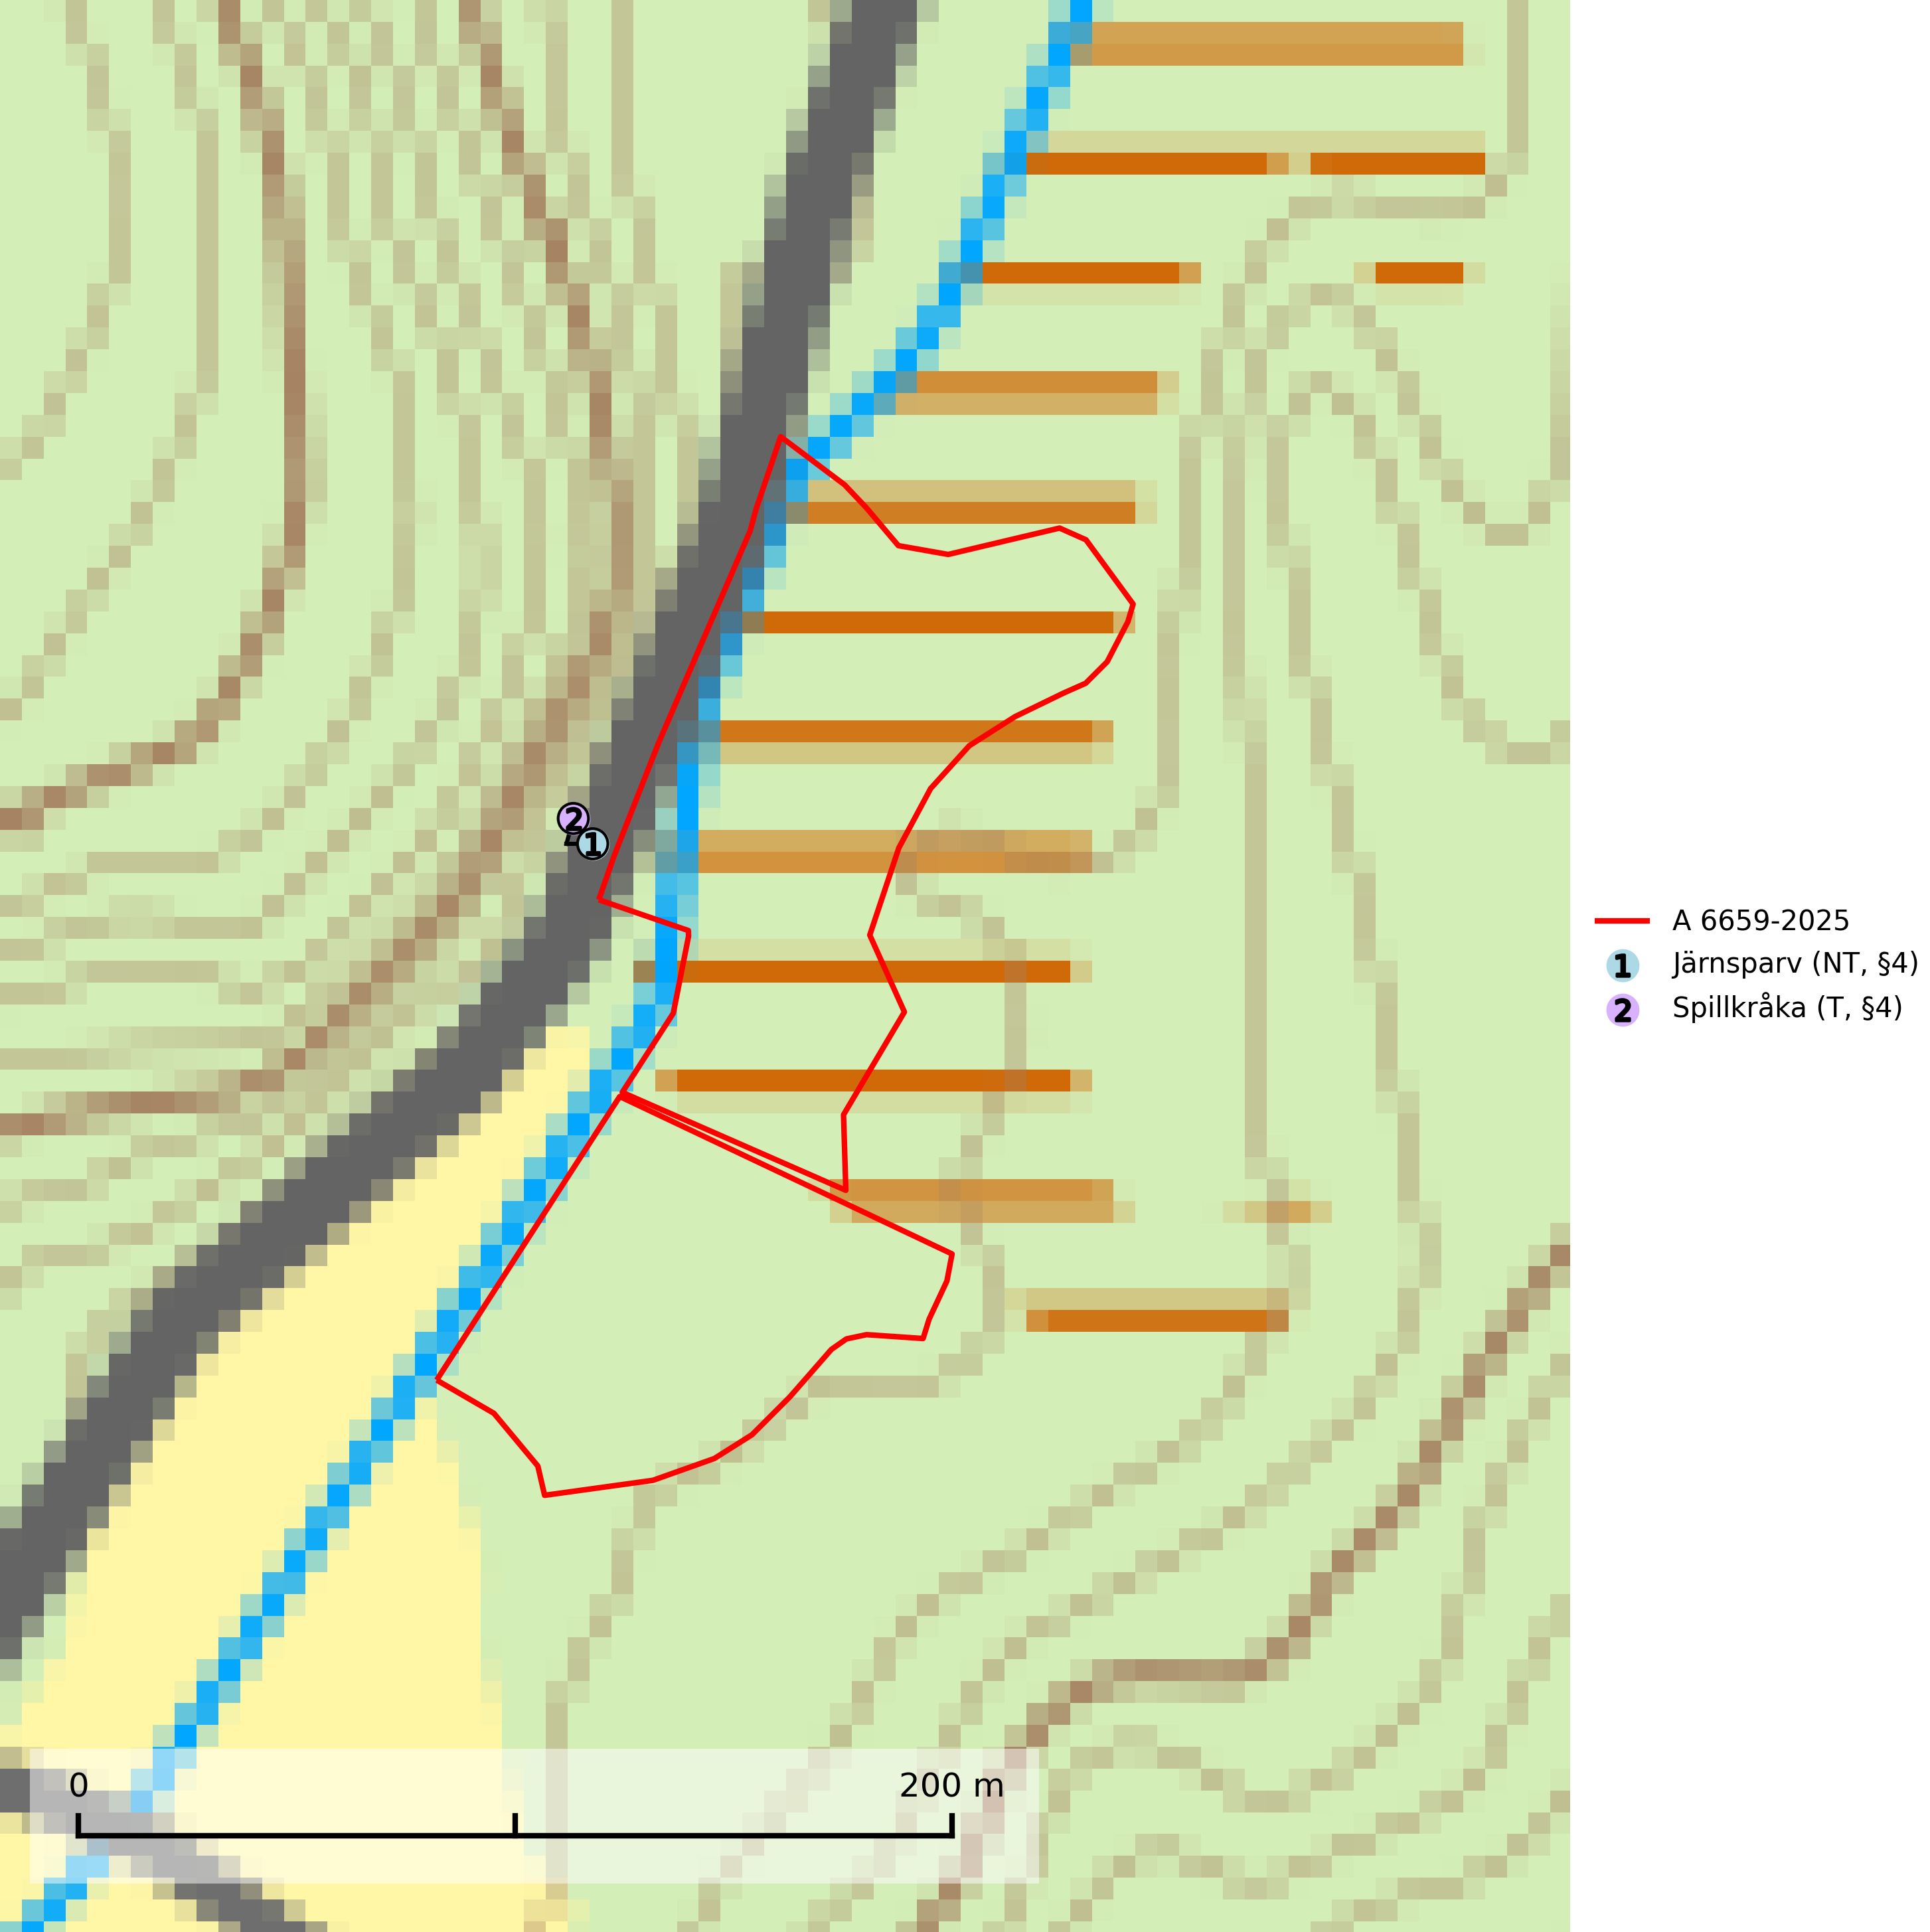 2
1
A 6659-2025
1 Järnsparv (NT, §4)
2 Spillkråka (T, §4)
0 200 m